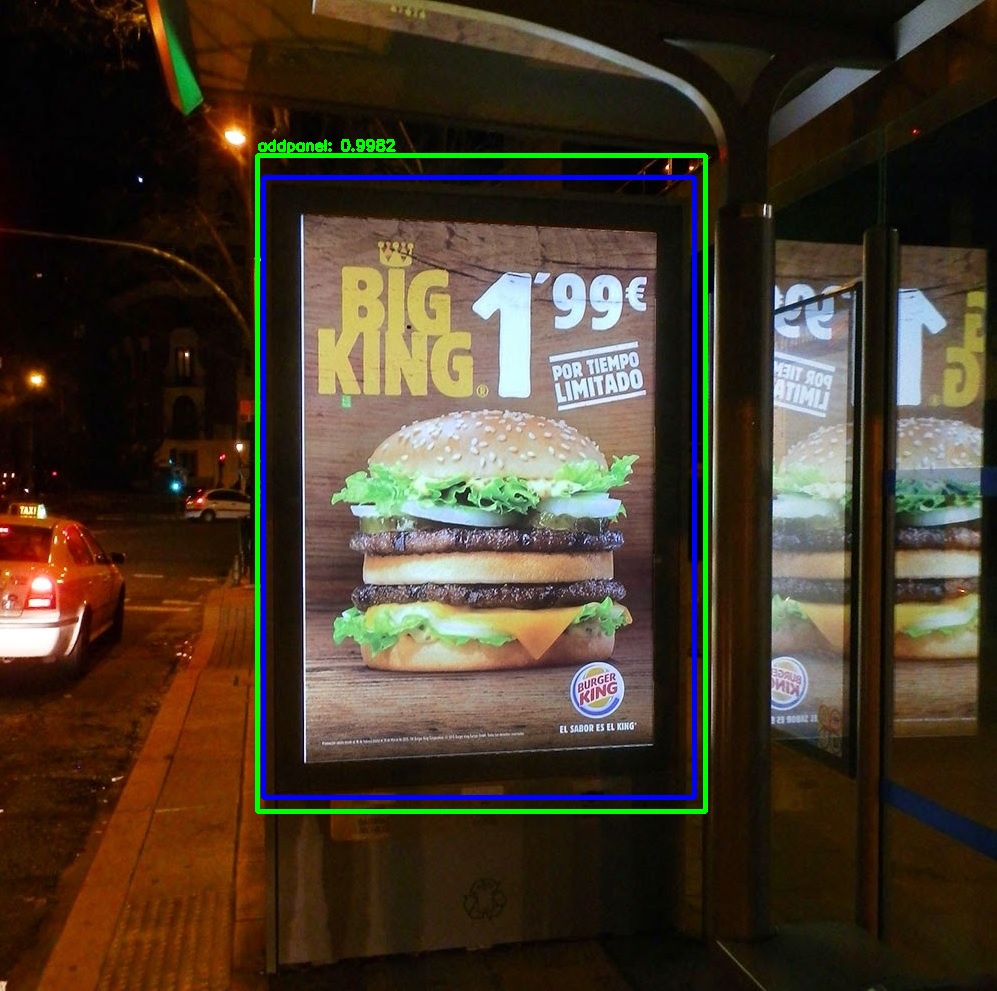 addpanel: 0.9982
BIG
KING®
1´99€
POR TIEMPO
LIMITADO
BURGER
KING
EL SABOR ES EL KING
TAXI